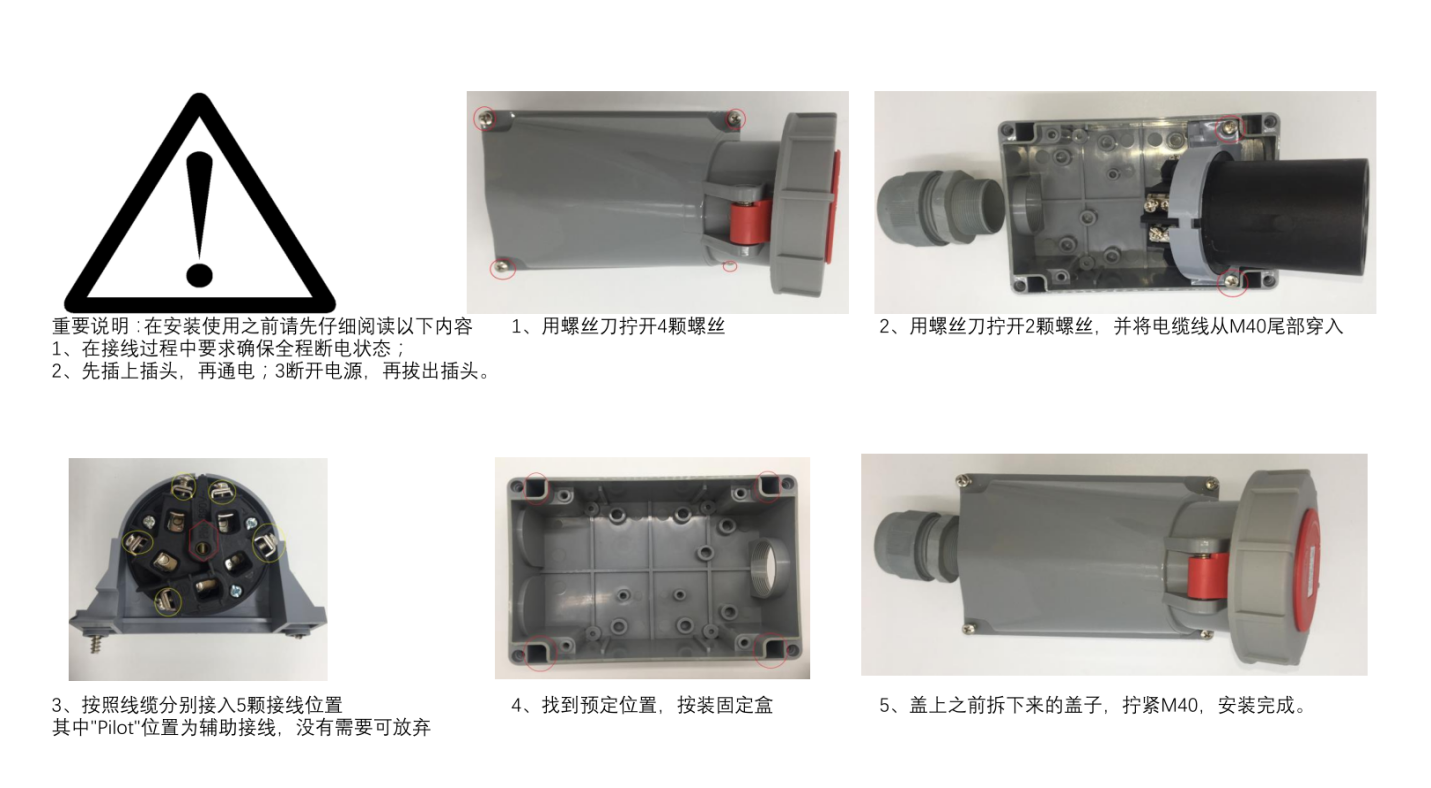 重要说明：在安装使用之前请先仔细阅读以下内容
1、在接线过程中要求确保全程断电状态；
2、先插上插头，再通电；3断开电源，再拔出插头。
1、用螺丝刀拧开4颗螺丝
2、用螺丝刀拧开2颗螺丝，并将电缆线从M40尾部穿入
3、按照线缆分别接入5颗接线位置
其中"Pilot"位置为辅助接线，没有需要可放弃
4、找到预定位置，按装固定盒
5、盖上之前拆下来的盖子，拧紧M40，安装完成。